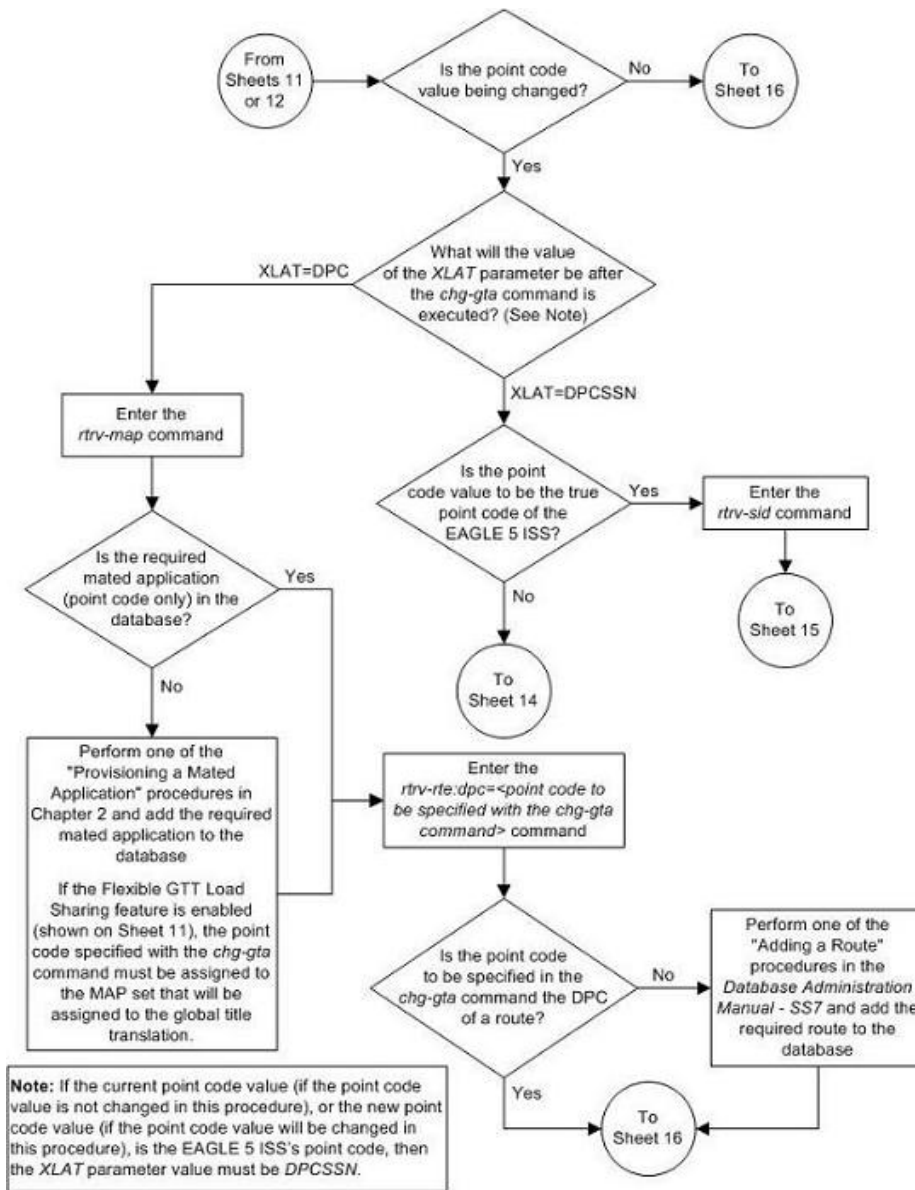 From
Sheets 11
or 12
Is the point code
value being changed?
No
To
Sheet 16
Yes
What will the value
of the XLAT parameter be after
the chg-gta command is
executed? (See Note)
XLAT=DPC
XLAT=DPCSSN
Enter the
rtrv-map command
Is the point
code value to be the true
point code of the
EAGLE 5 ISS?
Yes
Enter the
rtrv-sid command
To
Sheet 15
No
To
Sheet 14
Is the required
mated application
(point code only) in the
database?
Yes
No
Perform one of the
"Provisioning a Mated
Application" procedures in
Chapter 2 and add the required
mated application to the
database
If the Flexible GTT Load
Sharing feature is enabled
(shown on Sheet 11), the point
code specified with the chg-gta
command must be assigned to
the MAP set that will be
assigned to the global title
translation.
Enter the
rtrv-rte:dpc=<point code to
be specified with the chg-gta
command> command
Is the point code
to be specified in the
chg-gta command the DPC
of a route?
No
Perform one of the
"Adding a Route"
procedures in the
Database Administration
Manual - SS7 and add the
required route to the
database
Yes
To
Sheet 16
Note: If the current point code value (if the point code
value is not changed in this procedure), or the new point
code value (if the point code value will be changed in
this procedure), is the EAGLE 5 ISS's point code, then
the XLAT parameter value must be DPCSSN.